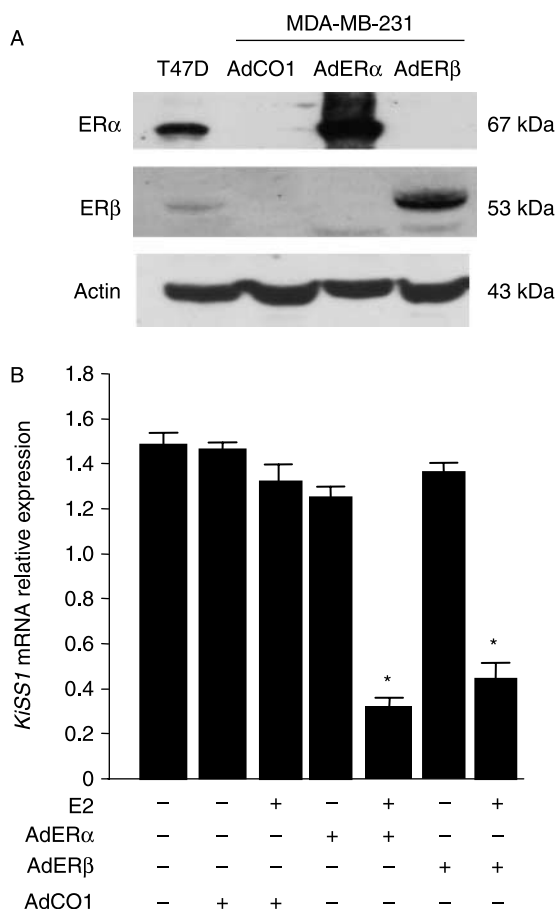 A
MDA-MB-231
T47D AdCO1 AdERα AdERβ
ERα 67 kDa
ERβ 53 kDa
Actin 43 kDa
B
KiSS1 mRNA relative expression
1.8
1.6
1.4
1.2
1.0
0.8
0.6
0.4
0.2
0
* *
E2 – – + – + – +
AdERα – – – + + – –
AdERβ – – – – – + +
AdCO1 – + + – – – –